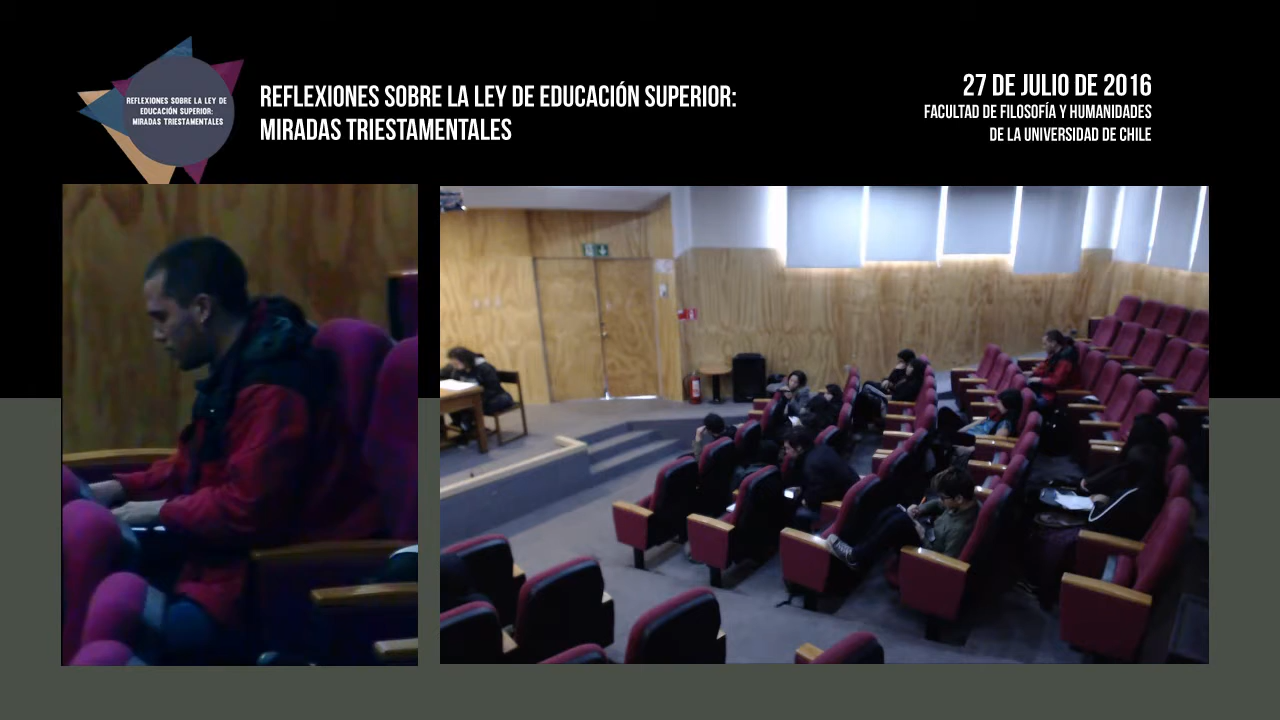 REFLEXIONES SOBRE LA LEY DE
EDUCACIÓN SUPERIOR:
MIRADAS TRIESTAMENTALES
REFLEXIONES SOBRE LA LEY DE EDUCACIÓN SUPERIOR:
MIRADAS TRIESTAMENTALES
27 DE JULIO DE 2016
FACULTAD DE FILOSOFÍA Y HUMANIDADES
DE LA UNIVERSIDAD DE CHILE